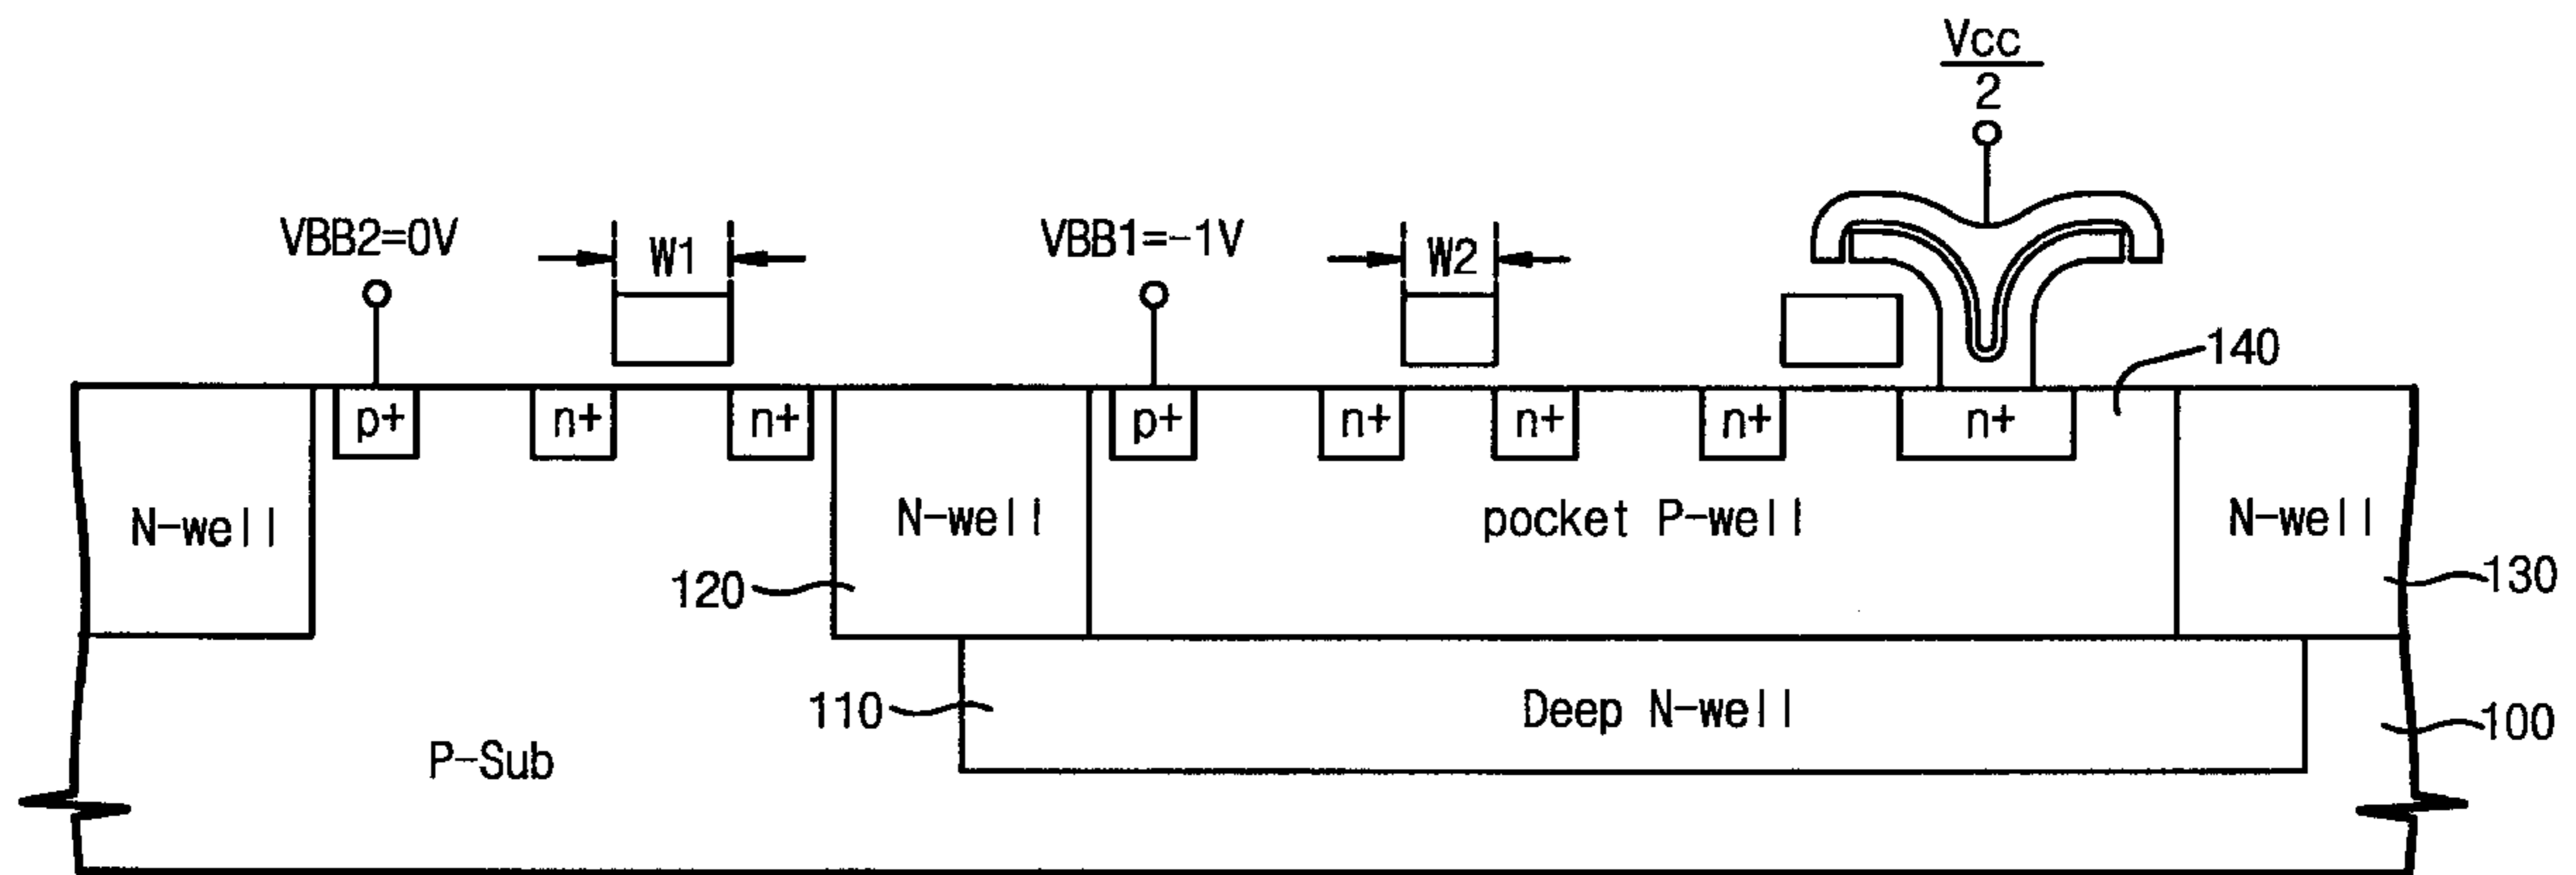 Vcc
2
VBB2=0V
W1
VBB1=-1V
W2
140
p+ n+ n+ p+ n+ n+ n+ n+
N-well N-well pocket P-well N-well
120 130
110 Deep N-well 100
P-Sub